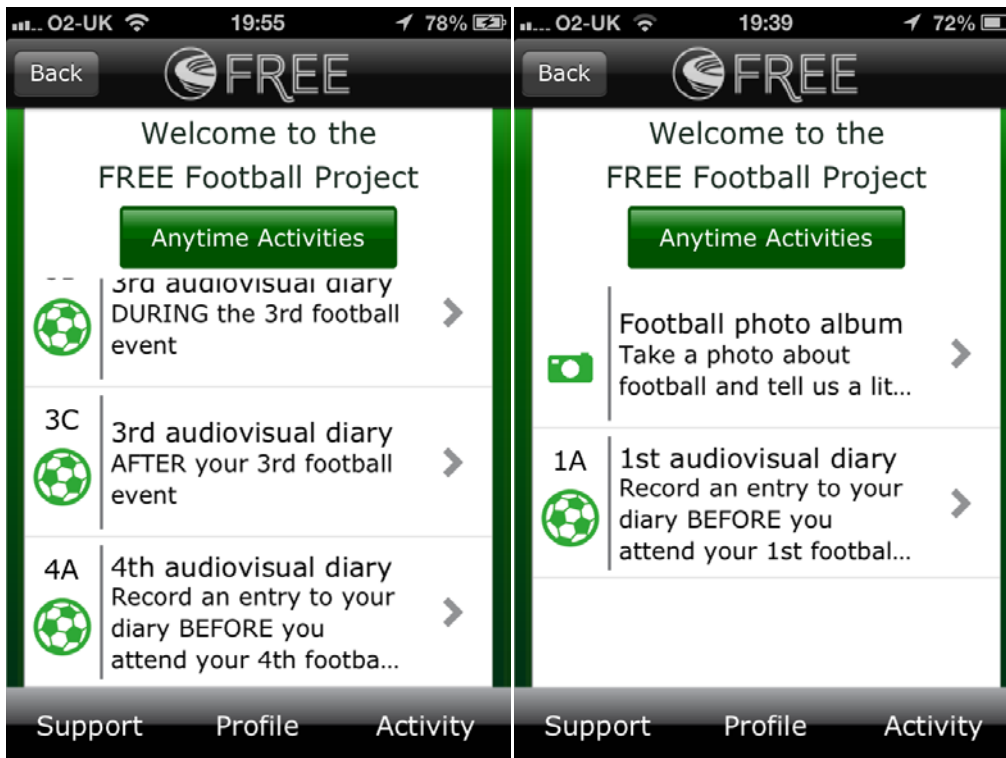 O2-UK 19:55 78%
Back FREE
Welcome to the
FREE Football Project
Anytime Activities
3rd audiovisual diary
DURING the 3rd football
event
3C
3rd audiovisual diary
AFTER your 3rd football
event
4A
4th audiovisual diary
Record an entry to your
diary BEFORE you
attend your 4th footba...
Support Profile Activity
O2-UK 19:39 72%
Back FREE
Welcome to the
FREE Football Project
Anytime Activities
Football photo album
Take a photo about
football and tell us a lit...
1A
1st audiovisual diary
Record an entry to your
diary BEFORE you
attend your 1st footbal...
Support Profile Activity